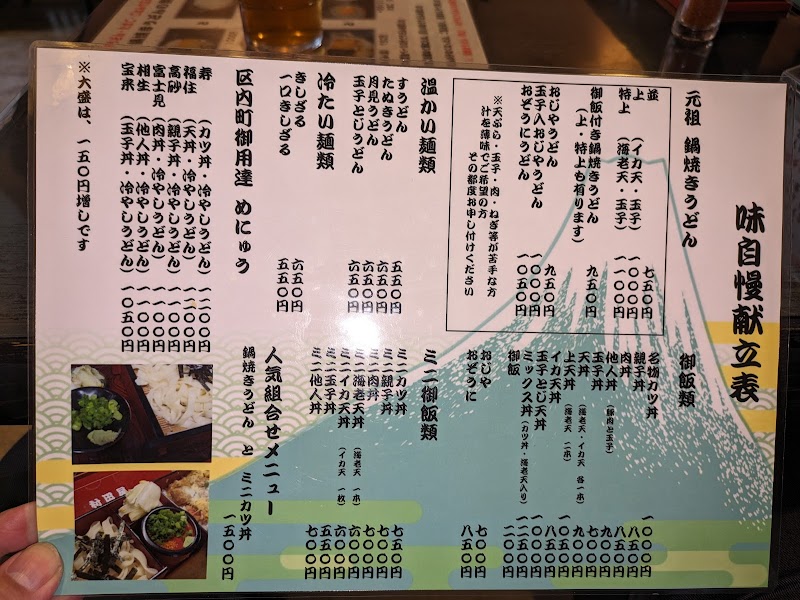 味自慢献立表
元祖 鍋焼きうどん
並 七五〇円
上 (イカ天・玉子) 一〇〇〇円
特上 (海老天・玉子) 一一〇〇円
御飯付き鍋焼きうどん 九五〇円
(上・特上も有ります)
おじやうどん 九五〇円
玉子入おじやうどん 一〇〇〇円
おぞうにうどん 一〇五〇円
※天ぷら・玉子・肉・ねぎ等が苦手な方
汁を薄味でご希望の方
その都度お申し付けください
温かい麺類
すうどん 五五〇円
たぬきうどん 六五〇円
月見うどん 六五〇円
玉子とじうどん 六五〇円
冷たい麺類
きしざる 六五〇円
一口きしざる 五五〇円
区内町御用達 めにゅう
寿 (カツ丼・冷やしうどん) 一二〇〇円
福住 (天丼・冷やしうどん) 一二〇〇円
高砂 (親子丼・冷やしうどん) 一一〇〇円
富士見 (肉丼・冷やしうどん) 一一〇〇円
相生 (他人丼・冷やしうどん) 一一〇〇円
宝来 (玉子丼・冷やしうどん) 一〇五〇円
※大盛は、一五〇円増しです
御飯類
名物カツ丼 一〇〇〇円
親子丼 八五〇円
肉丼 八五〇円
他人丼 (豚肉と玉子) 九〇〇円
玉子丼 七〇〇円
天丼 (海老天・イカ天 各一本) 九〇〇円
上天丼 (海老天 二本) 一〇五〇円
イカ天丼 八五〇円
玉子とじ天丼 一〇〇〇円
ミックス丼 (カツ丼・海老天入り) 一二五〇円
御飯 二〇〇円
おじや 七〇〇円
おぞうに 八五〇円
ミニ御飯類
ミニカツ丼 七五〇円
ミニ親子丼 七〇〇円
ミニ肉丼 七〇〇円
ミニ海老天丼 (海老天 一本) 六〇〇円
ミニイカ天丼 (イカ天 一枚) 六〇〇円
ミニ玉子丼 五五〇円
ミニ他人丼 七〇〇円
人気組合せメニュー
鍋焼きうどん と ミニカツ丼 一五〇〇円